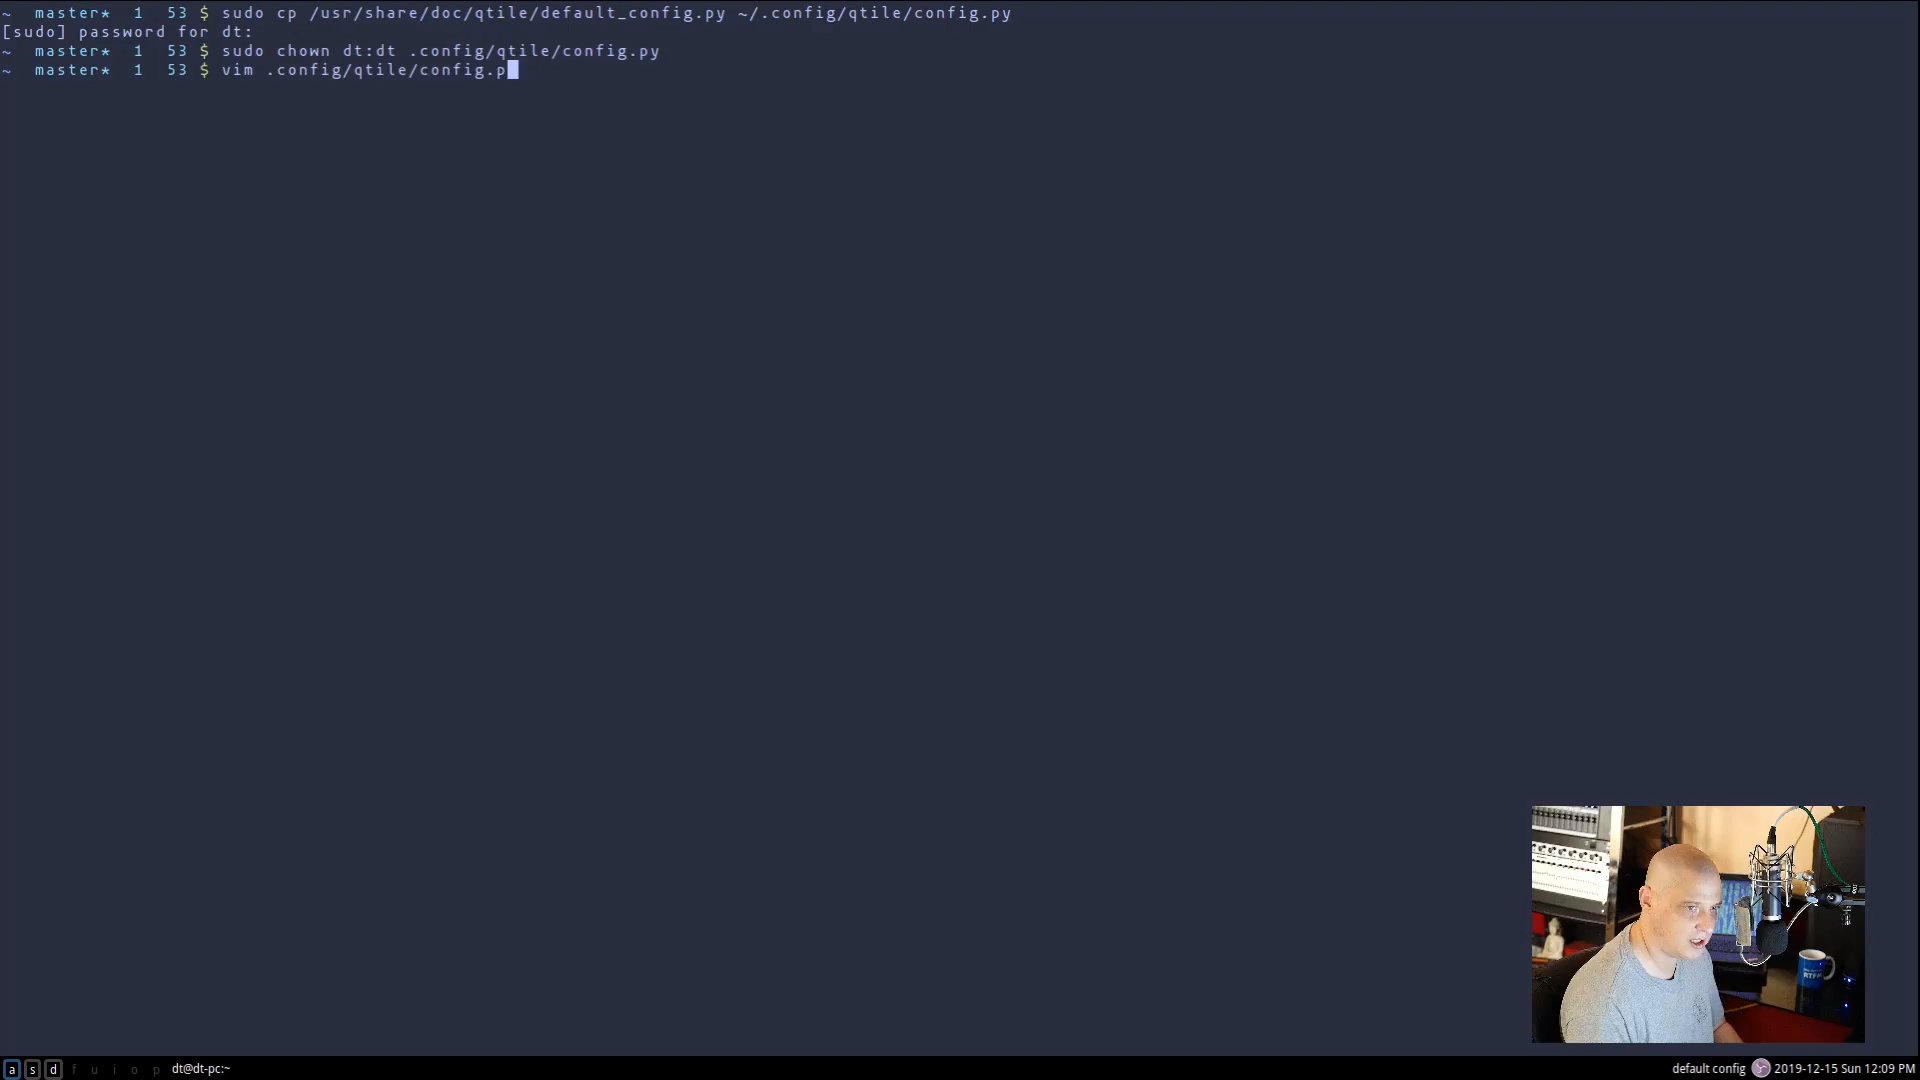 ~ master* 1 53 $ sudo cp /usr/share/doc/qtile/default_config.py ~/.config/qtile/config.py
[sudo] password for dt:
~ master* 1 53 $ sudo chown dt:dt .config/qtile/config.py
~ master* 1 53 $ vim .config/qtile/config.p
RTFM
a s d f u i o p dt@dt-pc:~ default config 2019-12-15 Sun 12:09 PM